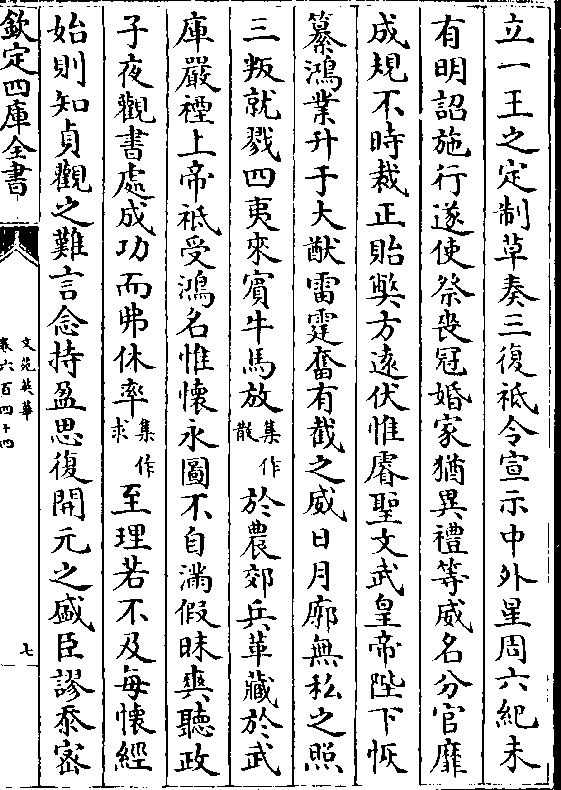 立一王之定制草奏三復祗令宣示中外星周六紀未
有明詔施行遂使祭喪冠婚家猶異禮等威名分官靡
成規不時裁正貽弊方遠伏惟睿聖文武皇帝陛下恢
纂鴻業升于大猷雷霆奮有截之威日月廓無私之照
三叛就戮四夷來賓牛馬放集作散於農郊兵革藏於武
庫嚴禋上帝祗受鴻名惟懷永圖不自滿假昧爽聽政
子夜觀書處成功而弗休率集作求至理若不及每懷經
始則知貞觀之難言念持盈思復開元之盛臣謬忝宻
欽定四庫全書
文苑英華
卷六百四十四
七